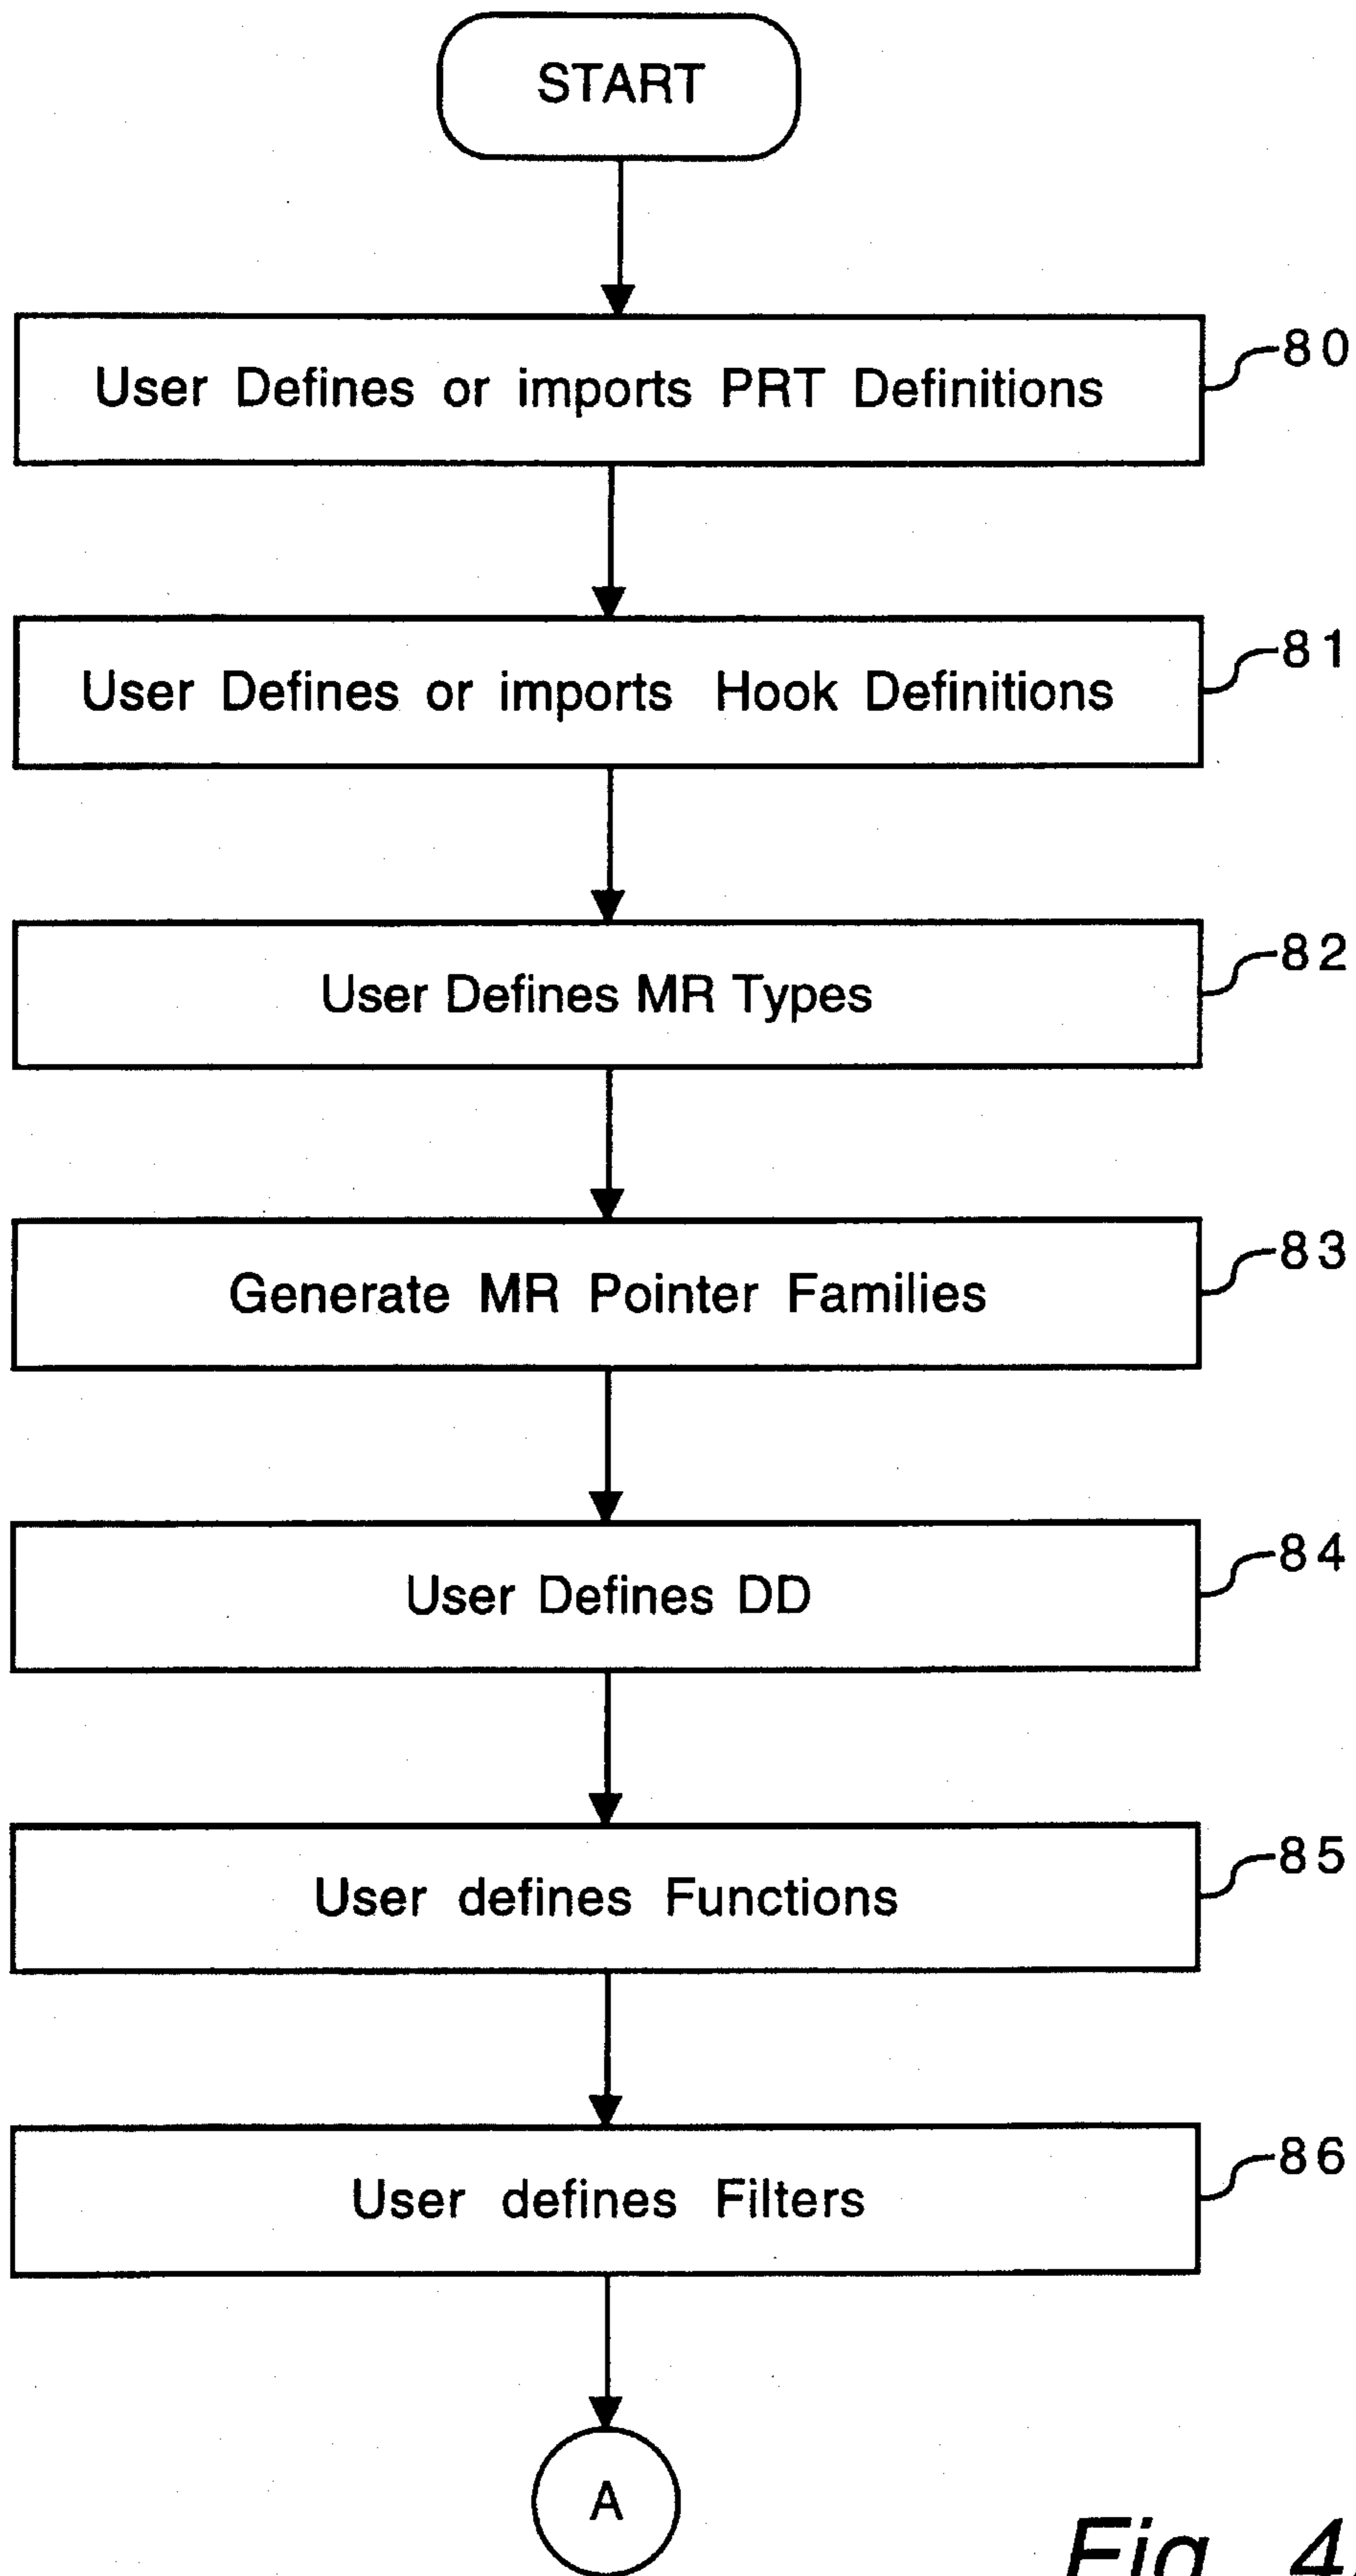 START
User Defines or imports PRT Definitions
80
User Defines or imports Hook Definitions
81
User Defines MR Types
82
Generate MR Pointer Families
83
User Defines DD
84
User defines Functions
85
User defines Filters
86
A